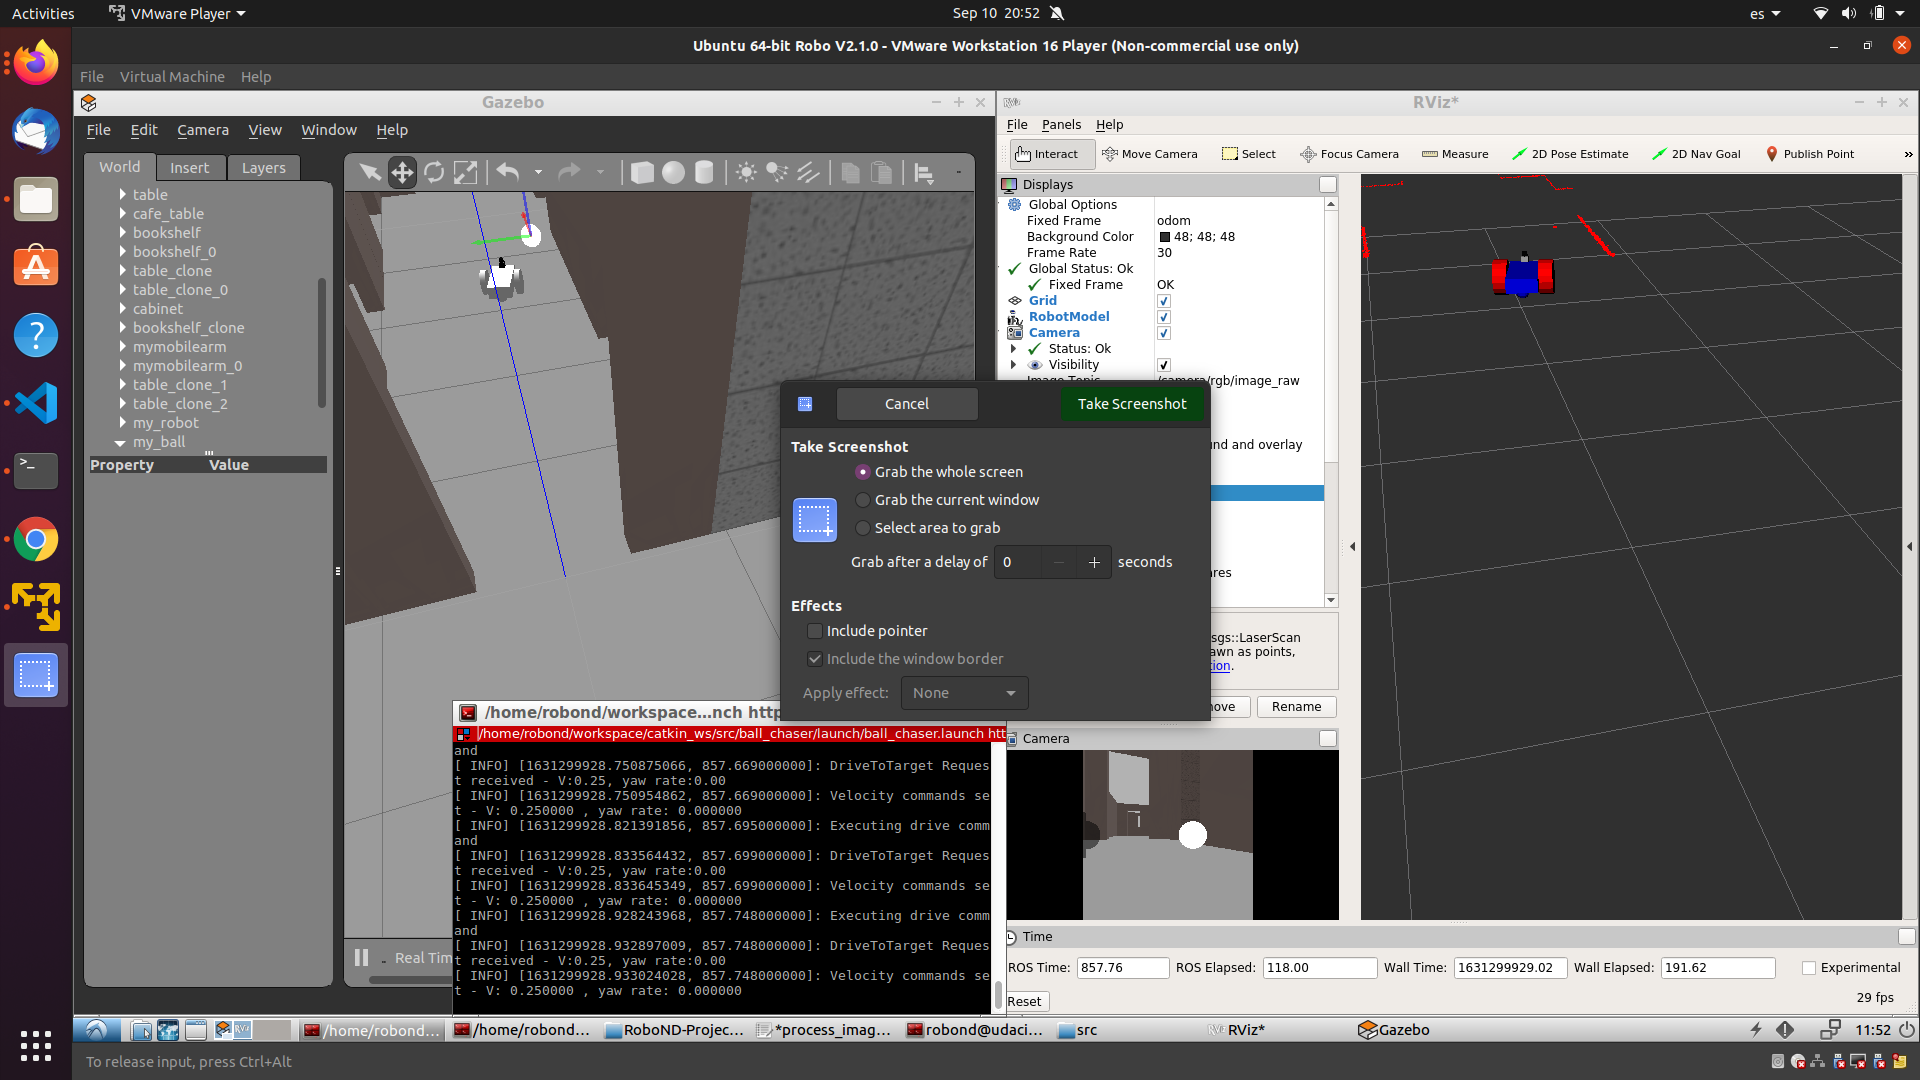 Activities
VMware Player
Sep 10 20:52
es
Ubuntu 64-bit Robo V2.1.0 - VMware Workstation 16 Player (Non-commercial use only)
File Virtual Machine Help
Gazebo
File Edit Camera View Window Help
World Insert Layers
table
cafe_table
bookshelf
bookshelf_0
table_clone
table_clone_0
cabinet
bookshelf_clone
mymobilearm
mymobilearm_0
table_clone_1
table_clone_2
my_robot
my_ball
Property Value
Real Tim
RViz*
File Panels Help
Interact Move Camera Select Focus Camera Measure 2D Pose Estimate 2D Nav Goal Publish Point »
Displays
Global Options
Fixed Frame odom
Background Color 48; 48; 48
Frame Rate 30
Global Status: Ok
Fixed Frame OK
Grid
RobotModel
Camera
Status: Ok
Visibility
/camera/rgb/image_raw
und and overlay
res
sgs::LaserScan
awn as points,
tion.
ove Rename
Cancel Take Screenshot
Take Screenshot
Grab the whole screen
Grab the current window
Select area to grab
Grab after a delay of 0 − + seconds
Effects
Include pointer
Include the window border
Apply effect: None
/home/robond/workspace...nch http
/home/robond/workspace/catkin_ws/src/ball_chaser/launch/ball_chaser.launch htt
and
[ INFO] [1631299928.750875066, 857.669000000]: DriveToTarget Reques
t received - V:0.25, yaw rate:0.00
[ INFO] [1631299928.750954862, 857.669000000]: Velocity commands se
t - V: 0.250000 , yaw rate: 0.000000
[ INFO] [1631299928.821391856, 857.695000000]: Executing drive comm
and
[ INFO] [1631299928.833564432, 857.699000000]: DriveToTarget Reques
t received - V:0.25, yaw rate:0.00
[ INFO] [1631299928.833645349, 857.699000000]: Velocity commands se
t - V: 0.250000 , yaw rate: 0.000000
[ INFO] [1631299928.928243968, 857.748000000]: Executing drive comm
and
[ INFO] [1631299928.932897009, 857.748000000]: DriveToTarget Reques
t received - V:0.25, yaw rate:0.00
[ INFO] [1631299928.933024028, 857.748000000]: Velocity commands se
t - V: 0.250000 , yaw rate: 0.000000
Camera
Time
ROS Time: 857.76 ROS Elapsed: 118.00 Wall Time: 1631299929.02 Wall Elapsed: 191.62 Experimental
Reset
29 fps
/home/robond... /home/robond... RoboND-Projec... *process_imag... robond@udaci... src RViz* Gazebo 11:52
To release input, press Ctrl+Alt